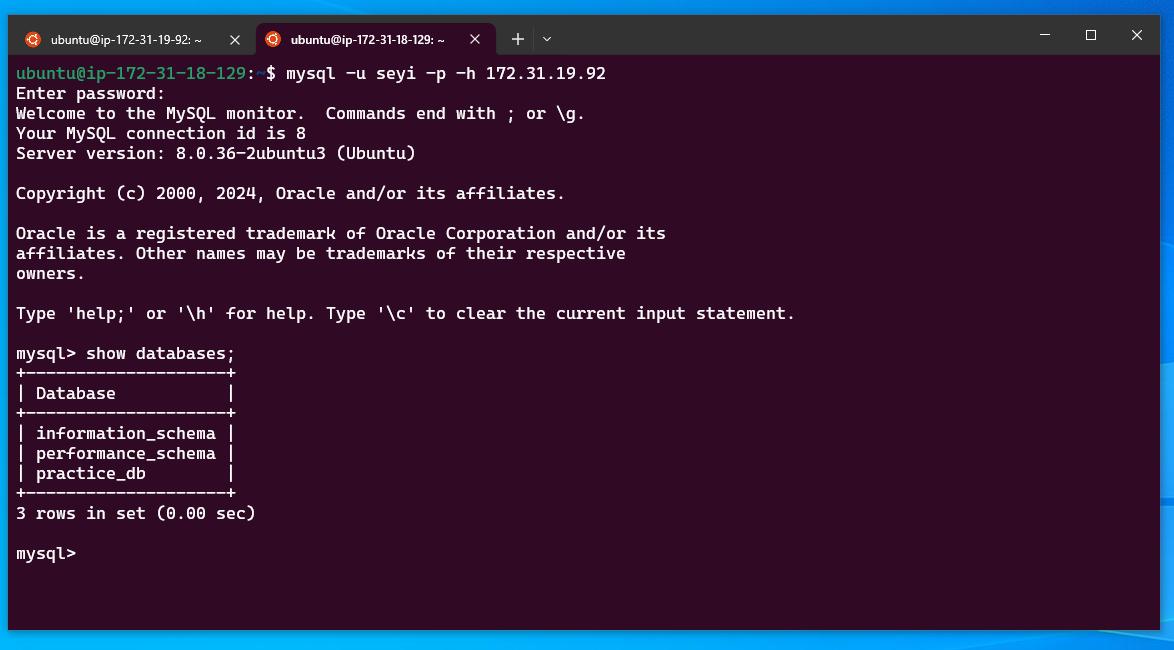 ubuntu@ip-172-31-19-92: ~
ubuntu@ip-172-31-18-129: ~
ubuntu@ip-172-31-18-129:~$ mysql -u seyi -p -h 172.31.19.92
Enter password:
Welcome to the MySQL monitor.  Commands end with ; or \g.
Your MySQL connection id is 8
Server version: 8.0.36-2ubuntu3 (Ubuntu)
Copyright (c) 2000, 2024, Oracle and/or its affiliates.
Oracle is a registered trademark of Oracle Corporation and/or its
affiliates. Other names may be trademarks of their respective
owners.
Type 'help;' or '\h' for help. Type '\c' to clear the current input statement.
mysql> show databases;
+--------------------+
| Database           |
+--------------------+
| information_schema |
| performance_schema |
| practice_db        |
+--------------------+
3 rows in set (0.00 sec)
mysql>